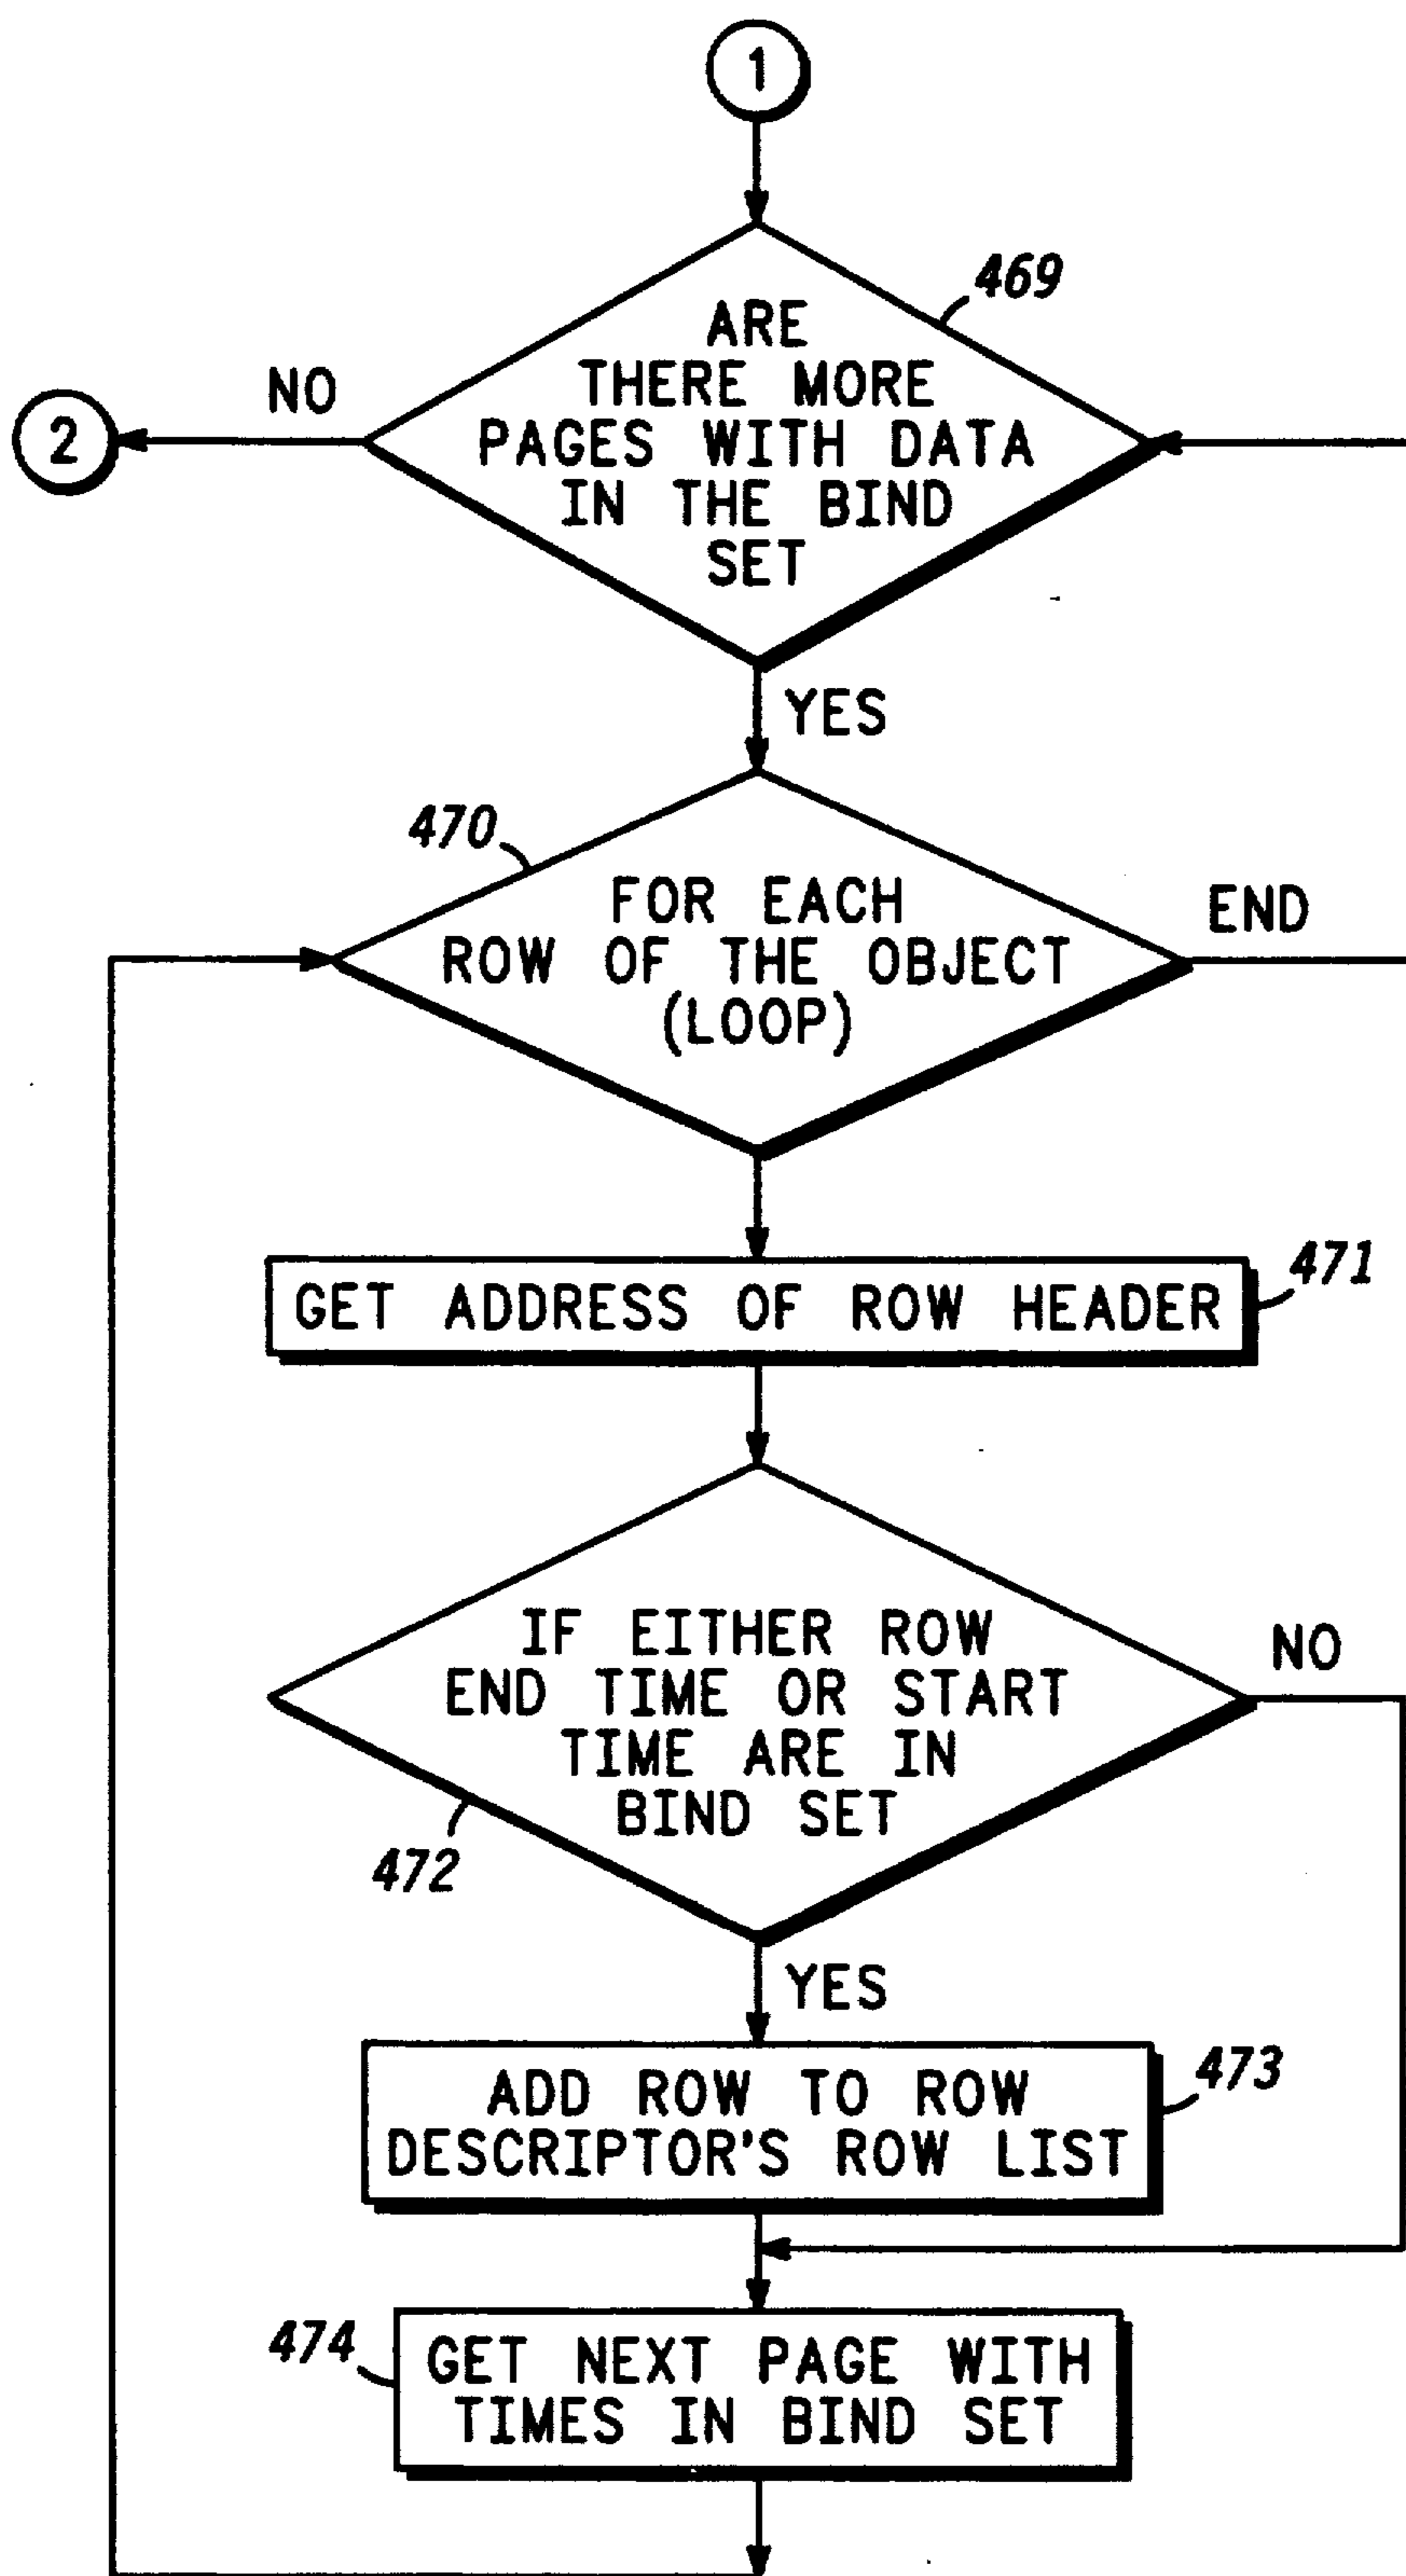 1
469
ARE
THERE MORE
PAGES WITH DATA
IN THE BIND
SET
NO
2
YES
470
FOR EACH
ROW OF THE OBJECT
(LOOP)
END
471
GET ADDRESS OF ROW HEADER
IF EITHER ROW
END TIME OR START
TIME ARE IN
BIND SET
NO
472
YES
473
ADD ROW TO ROW
DESCRIPTOR'S ROW LIST
474
GET NEXT PAGE WITH
TIMES IN BIND SET